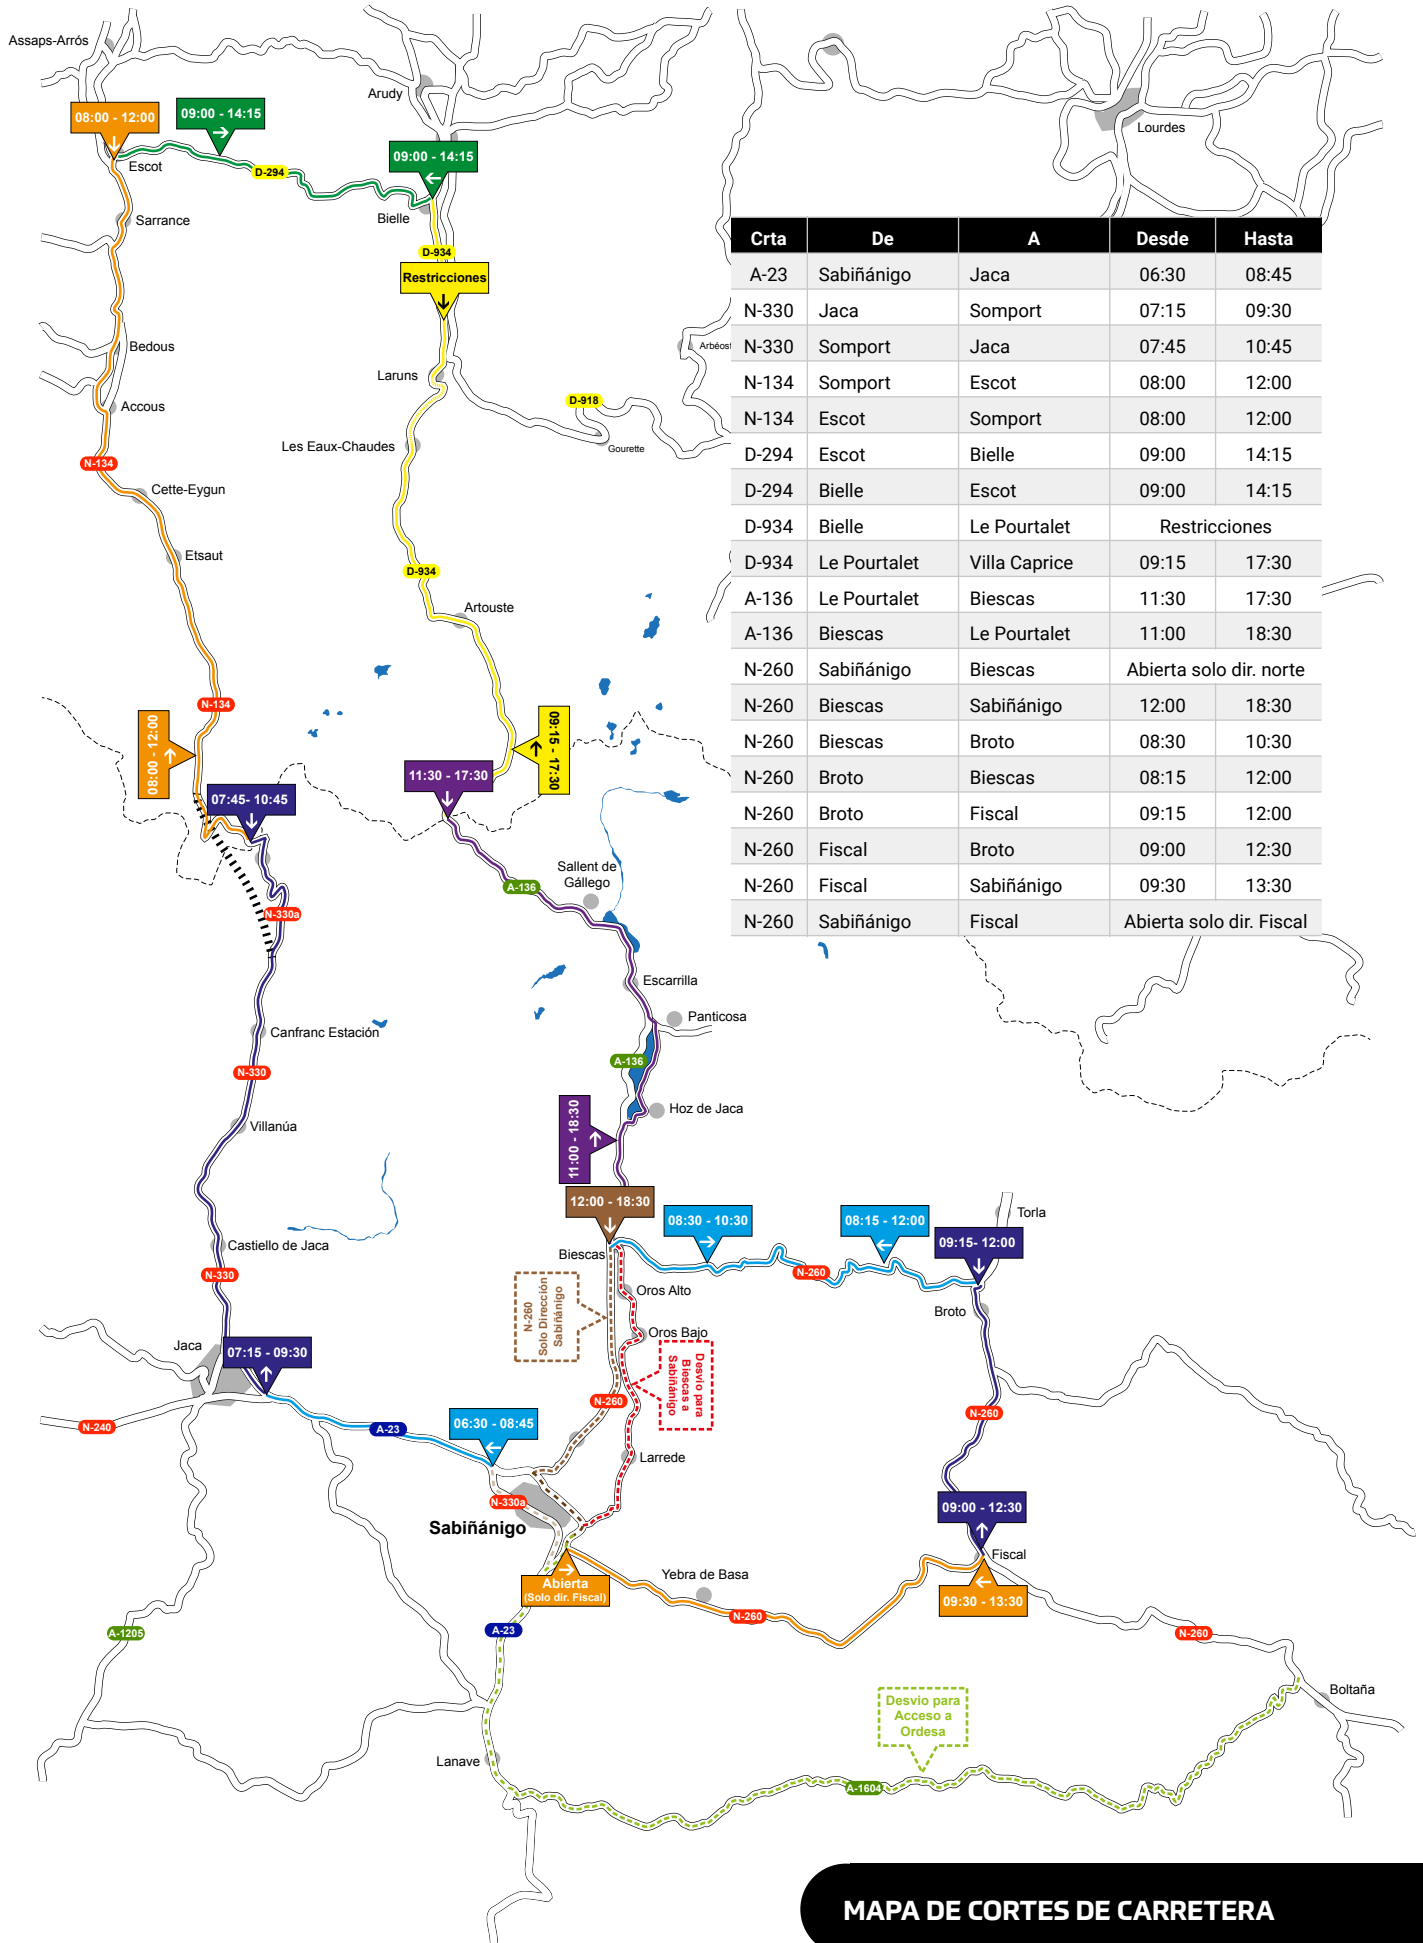 Assaps-Arrós
Arudy
Lourdes
08:00 - 12:00
09:00 - 14:15
09:00 - 14:15
Escot
D-294
Bielle
Sarrance
D-934
Restricciones
Bedous
Laruns
Accous
D-918
Gourette
Les Eaux-Chaudes
N-134
Cette-Eygun
Etsaut
D-934
Artouste
N-134
08:00 - 12:00
09:15 - 17:30
11:30 - 17:30
07:45- 10:45
Crta De A Desde Hasta
A-23 Sabiñánigo Jaca 06:30 08:45
N-330 Jaca Somport 07:15 09:30
N-330 Somport Jaca 07:45 10:45
N-134 Somport Escot 08:00 12:00
N-134 Escot Somport 08:00 12:00
D-294 Escot Bielle 09:00 14:15
D-294 Bielle Escot 09:00 14:15
D-934 Bielle Le Pourtalet Restricciones
D-934 Le Pourtalet Villa Caprice 09:15 17:30
A-136 Le Pourtalet Biescas 11:30 17:30
A-136 Biescas Le Pourtalet 11:00 18:30
N-260 Sabiñánigo Biescas Abierta solo dir. norte
N-260 Biescas Sabiñánigo 12:00 18:30
N-260 Biescas Broto 08:30 10:30
N-260 Broto Biescas 08:15 12:00
N-260 Broto Fiscal 09:15 12:00
N-260 Fiscal Broto 09:00 12:30
N-260 Fiscal Sabiñánigo 09:30 13:30
N-260 Sabiñánigo Fiscal Abierta solo dir. Fiscal
Sallent de
Gállego
A-136
N-330a
Escarrilla
Panticosa
Canfranc Estación
A-136
N-330
Hoz de Jaca
Villanúa
11:00 - 18:30
12:00 - 18:30
08:30 - 10:30
08:15 - 12:00
Torla
09:15- 12:00
Castiello de Jaca
Biescas
N-330
N-260
N-260
Solo Dirección
Sabiñánigo
Oros Alto
Broto
Oros Bajo
Jaca
07:15 - 09:30
Desvio para
Biescas a
Sabiñánigo
N-260
N-260
N-240
A-23
06:30 - 08:45
Larrede
N-330a
09:00 - 12:30
Sabiñánigo
Fiscal
Yebra de Basa
Abierta
(Solo dir. Fiscal)
09:30 - 13:30
N-260
A-1205
A-23
N-260
Boltaña
Desvio para
Acceso a
Ordesa
Lanave
A-1604
MAPA DE CORTES DE CARRETERA